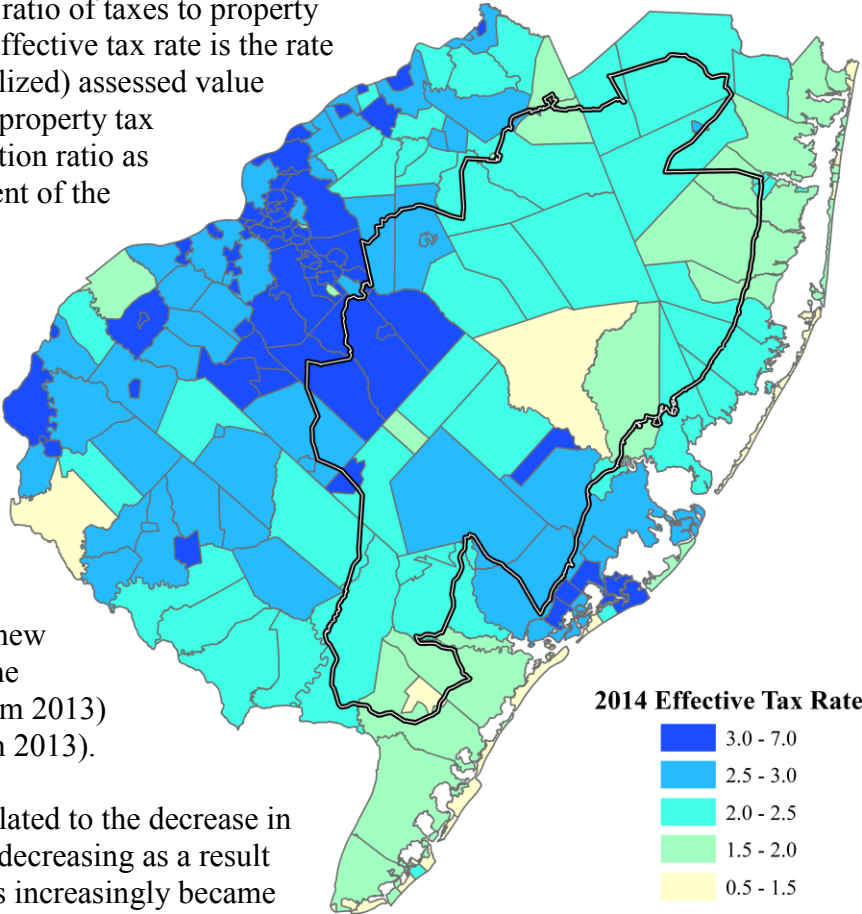 ratio of taxes to property
ffective tax rate is the rate
lized) assessed value
property tax
tion ratio as
ent of the
new
he
m 2013)
n 2013).
lated to the decrease in
decreasing as a result
s increasingly became
2014 Effective Tax Rate
3.0 - 7.0
2.5 - 3.0
2.0 - 2.5
1.5 - 2.0
0.5 - 1.5